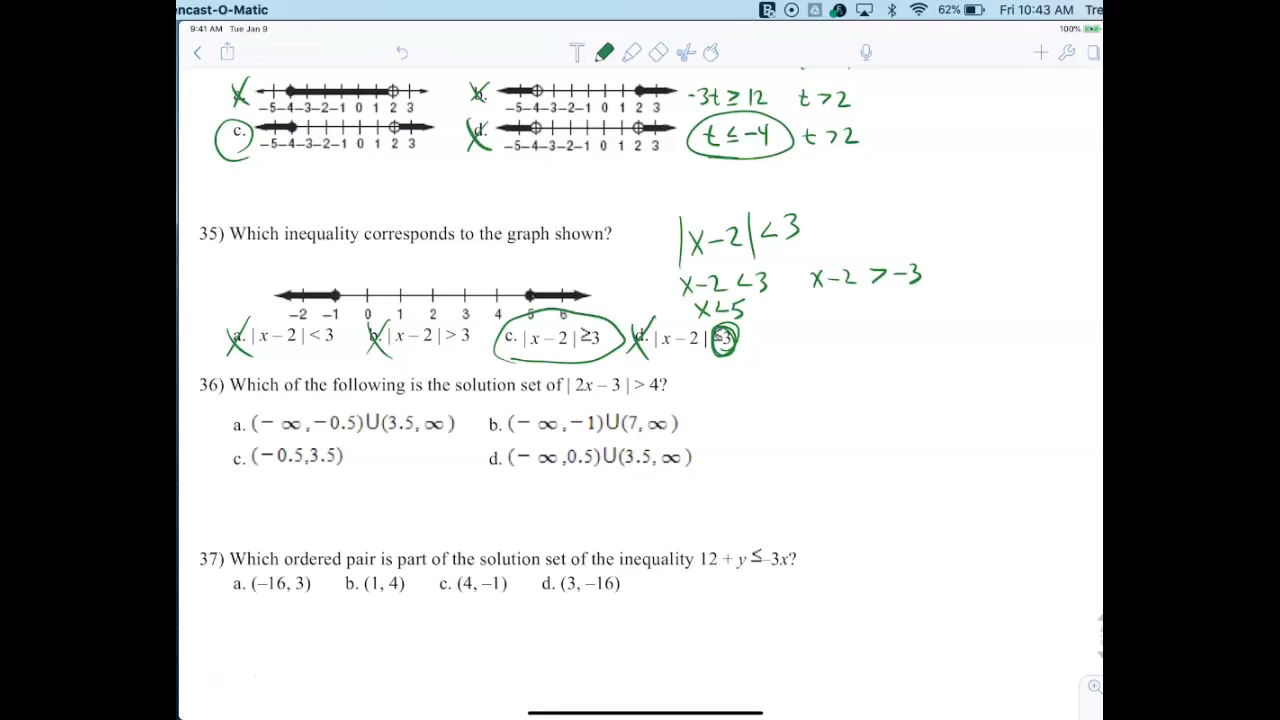 encast-O-Matic 62% Fri 10:43 AM Tre
9:41 AM Tue Jan 9 100%
T
-5-4-3-2-1 0 1 2 3 b. -5-4-3-2-1 0 1 2 3 -3t ≥ 12 t > 2
c. -5-4-3-2-1 0 1 2 3 d. -5-4-3-2-1 0 1 2 3 t ≤ -4 t > 2
35) Which inequality corresponds to the graph shown? |x-2| < 3
x-2 < 3 x-2 > -3
x < 5
-2 -1 0 1 2 3 4 5 6
a. | x – 2 | < 3 b. | x – 2 | > 3 c. | x – 2 | ≥3 d. | x – 2 | ≤3
36) Which of the following is the solution set of | 2x – 3 | > 4?
a. (– ∞, –0.5)U(3.5, ∞) b. (– ∞, –1)U(7, ∞)
c. (–0.5,3.5) d. (– ∞,0.5)U(3.5, ∞)
37) Which ordered pair is part of the solution set of the inequality 12 + y ≤ –3x?
a. (–16, 3) b. (1, 4) c. (4, –1) d. (3, –16)